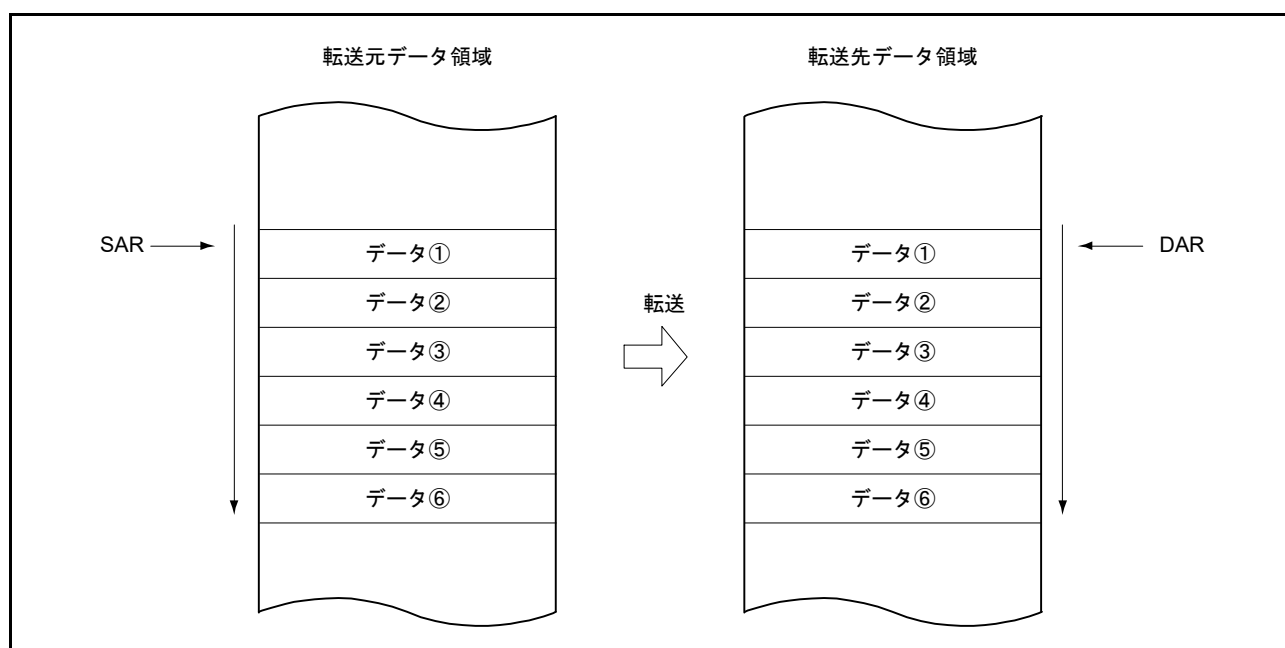 転送元データ領域
転送先データ領域
SAR
データ①
データ②
データ③
データ④
データ⑤
データ⑥
転送
データ①
データ②
データ③
データ④
データ⑤
データ⑥
DAR